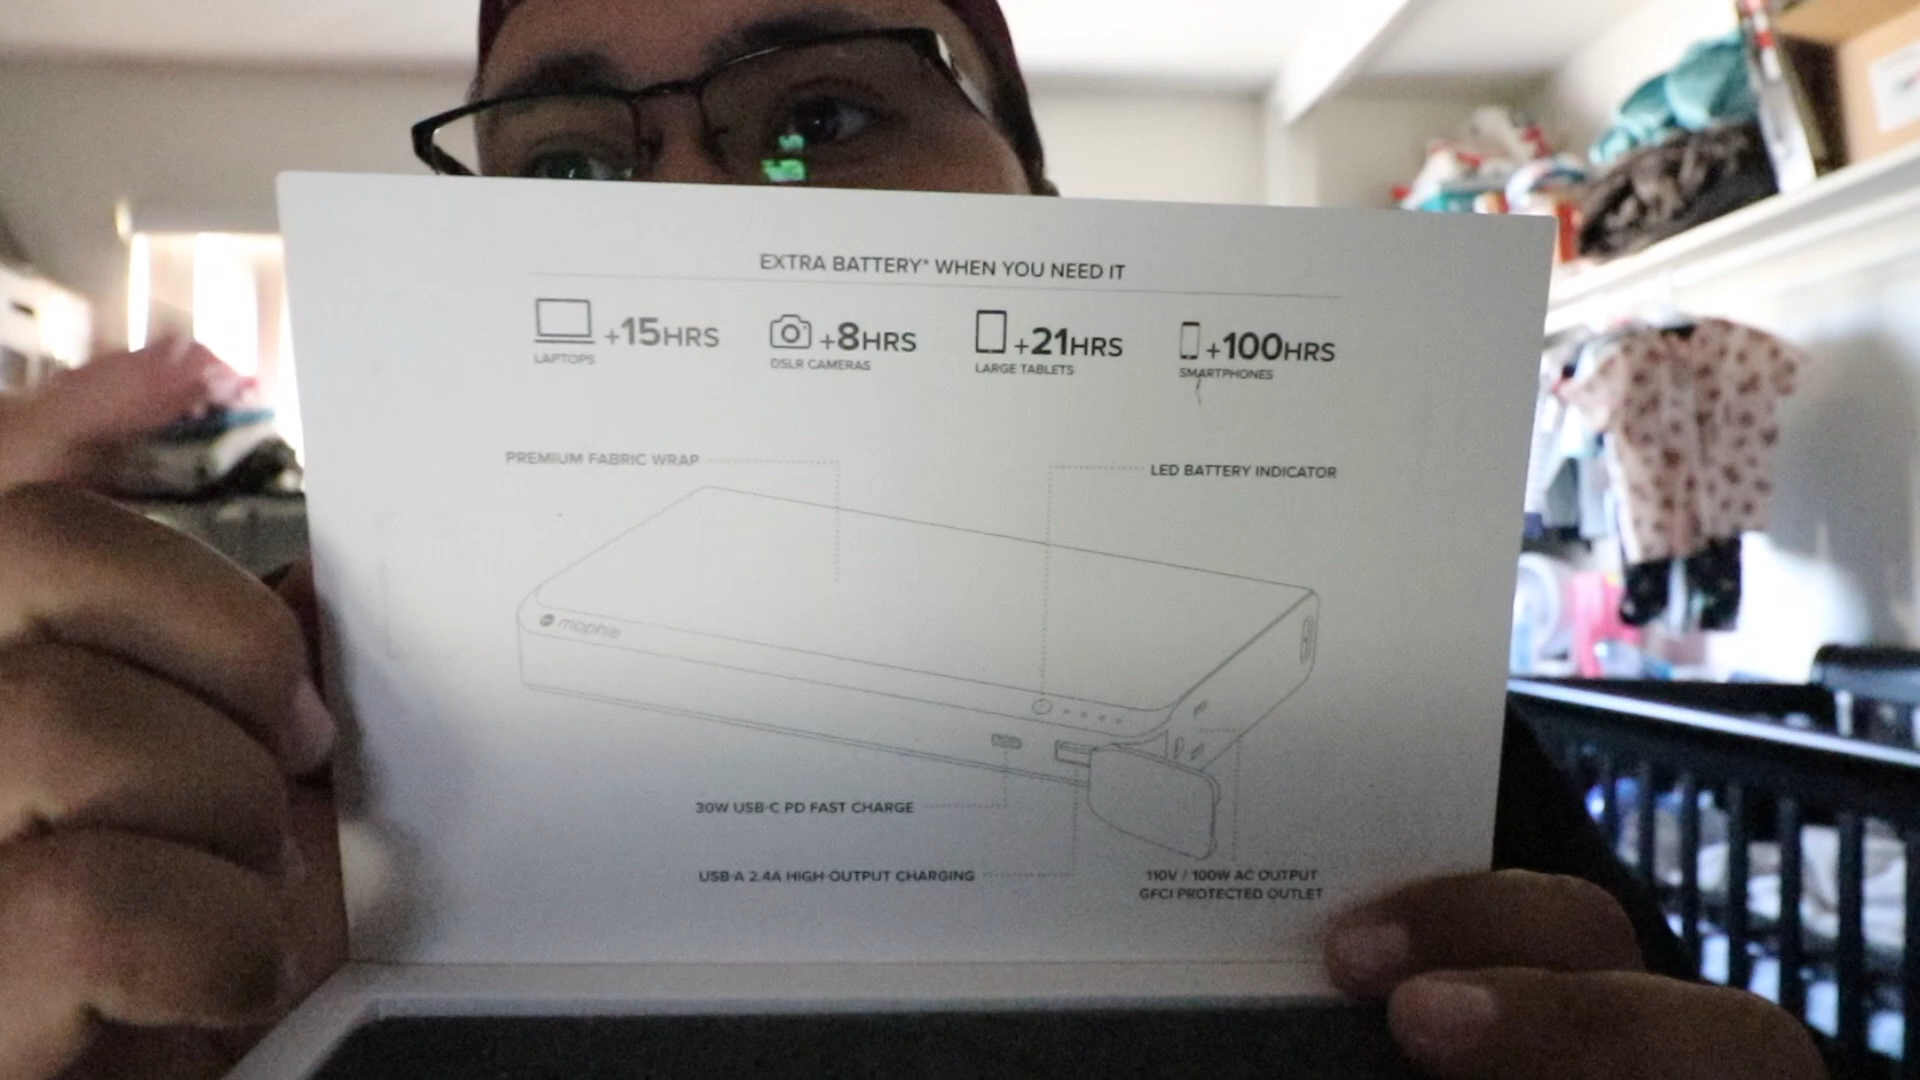 EXTRA BATTERY* WHEN YOU NEED IT
+15HRS
LAPTOPS
+8HRS
DSLR CAMERAS
+21HRS
LARGE TABLETS
+100HRS
SMARTPHONES
PREMIUM FABRIC WRAP
LED BATTERY INDICATOR
mophie
30W USB-C PD FAST CHARGE
USB-A 2.4A HIGH-OUTPUT CHARGING
110V / 100W AC OUTPUT
GFCI PROTECTED OUTLET